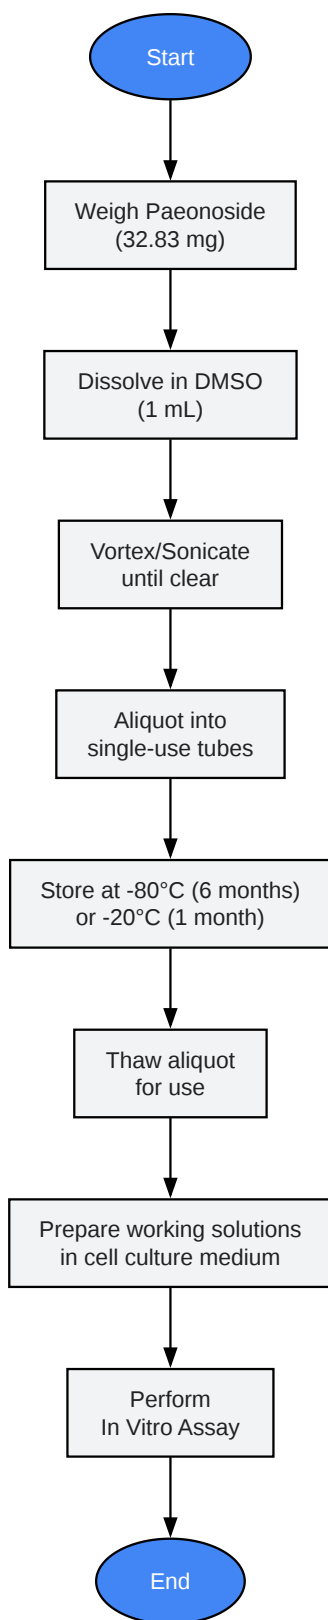 Start
Weigh Paeonoside
(32.83 mg)
Dissolve in DMSO
(1 mL)
Vortex/Sonicate
until clear
Aliquot into
single-use tubes
Store at -80°C (6 months)
or -20°C (1 month)
Thaw aliquot
for use
Prepare working solutions
in cell culture medium
Perform
In Vitro Assay
End